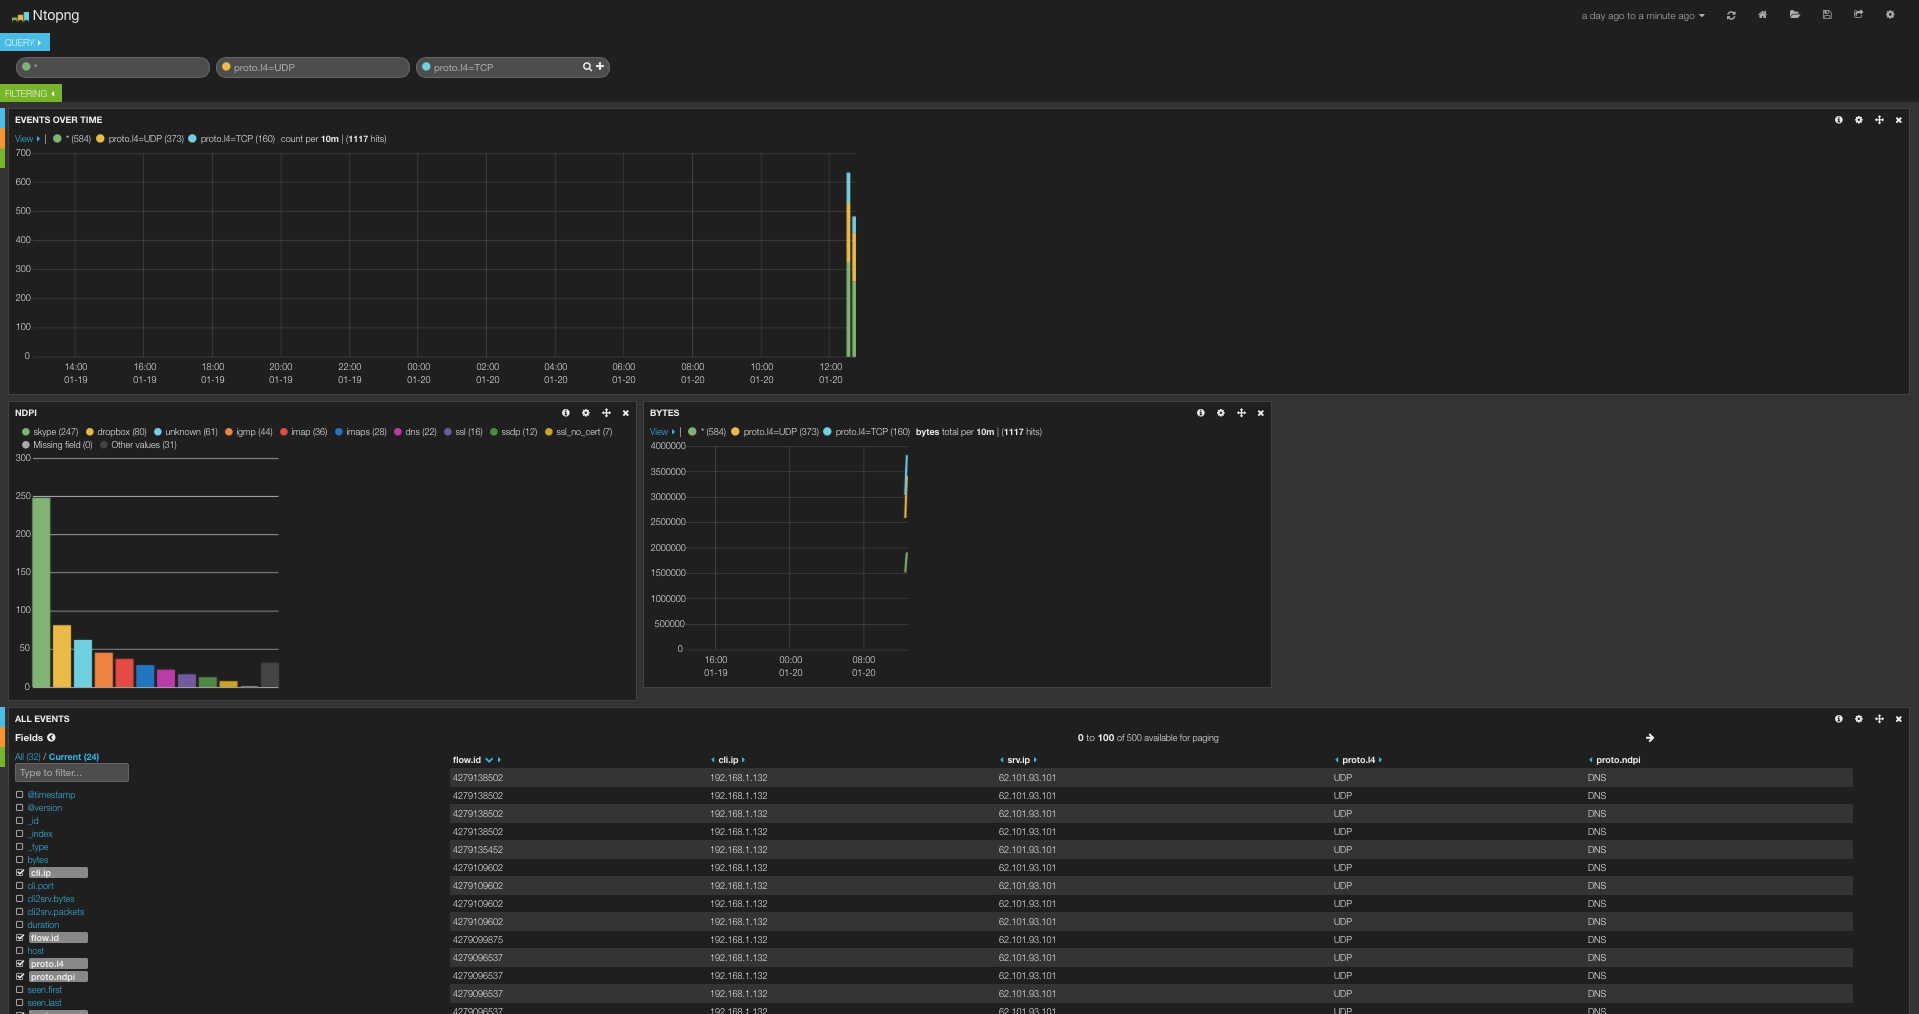 Ntopng
a day ago to a minute ago
QUERY
*
proto.l4=UDP
proto.l4=TCP
FILTERING
EVENTS OVER TIME
View | * (584) proto.l4=UDP (373) proto.l4=TCP (160) count per 10m | (1117 hits)
700
600
500
400
300
200
100
0
14:00 16:00 18:00 20:00 22:00 00:00 02:00 04:00 06:00 08:00 10:00 12:00
01-19 01-19 01-19 01-19 01-19 01-20 01-20 01-20 01-20 01-20 01-20 01-20
NDPI
skype (247) dropbox (80) unknown (61) igmp (44) imap (36) imaps (28) dns (22) ssl (16) ssdp (12) ssl_no_cert (7)
Missing field (0) Other values (31)
300
250
200
150
100
50
0
BYTES
View | * (584) proto.l4=UDP (373) proto.l4=TCP (160) bytes total per 10m | (1117 hits)
4000000
3500000
3000000
2500000
2000000
1500000
1000000
500000
0
16:00 00:00 08:00
01-19 01-20 01-20
ALL EVENTS
Fields
All (32) / Current (24)
Type to filter...
@timestamp
@version
_id
_index
_type
bytes
cli.ip
cli.port
cli2srv.bytes
cli2srv.packets
duration
flow.id
host
proto.l4
proto.ndpi
seen.first
seen.last
0 to 100 of 500 available for paging
flow.id cli.ip srv.ip proto.l4 proto.ndpi
4279138502 192.168.1.132 62.101.93.101 UDP DNS
4279138502 192.168.1.132 62.101.93.101 UDP DNS
4279138502 192.168.1.132 62.101.93.101 UDP DNS
4279138502 192.168.1.132 62.101.93.101 UDP DNS
4279135452 192.168.1.132 62.101.93.101 UDP DNS
4279109602 192.168.1.132 62.101.93.101 UDP DNS
4279109602 192.168.1.132 62.101.93.101 UDP DNS
4279109602 192.168.1.132 62.101.93.101 UDP DNS
4279109602 192.168.1.132 62.101.93.101 UDP DNS
4279099875 192.168.1.132 62.101.93.101 UDP DNS
4279096537 192.168.1.132 62.101.93.101 UDP DNS
4279096537 192.168.1.132 62.101.93.101 UDP DNS
4279096537 192.168.1.132 62.101.93.101 UDP DNS
4279096537 192.168.1.132 62.101.93.101 UDP DNS